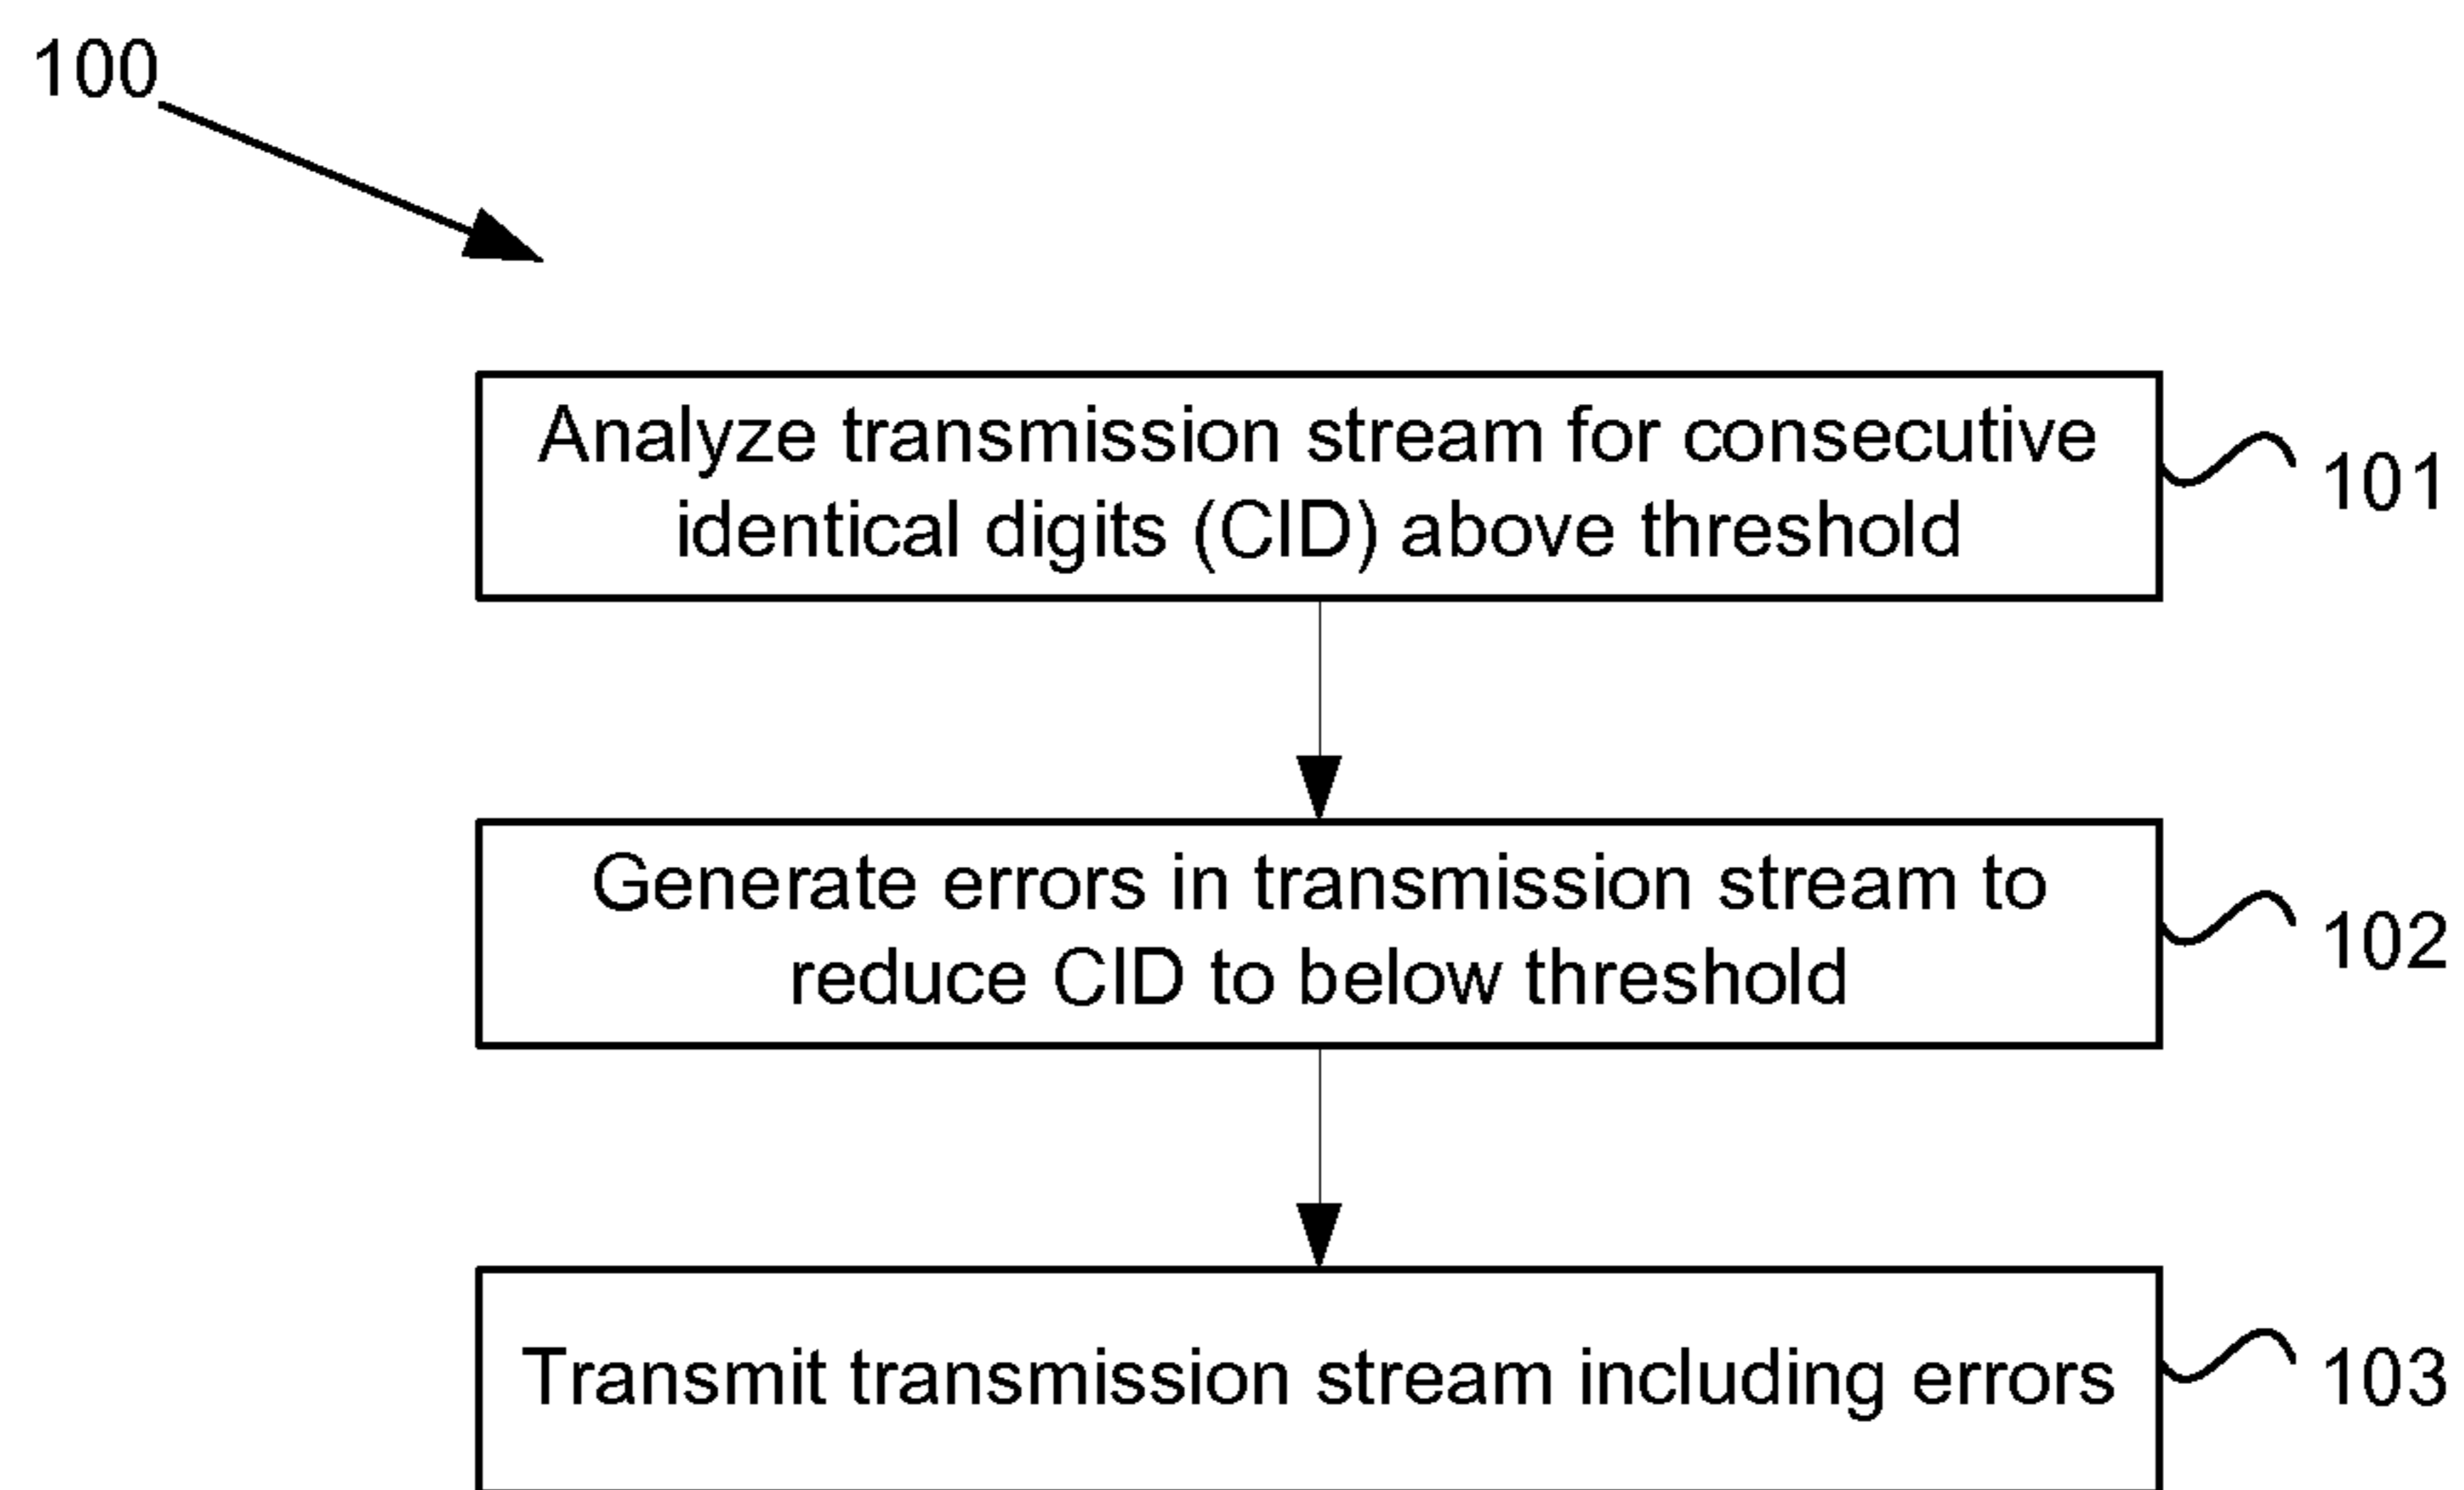 100
Analyze transmission stream for consecutive
identical digits (CID) above threshold
101
Generate errors in transmission stream to
reduce CID to below threshold
102
Transmit transmission stream including errors
103